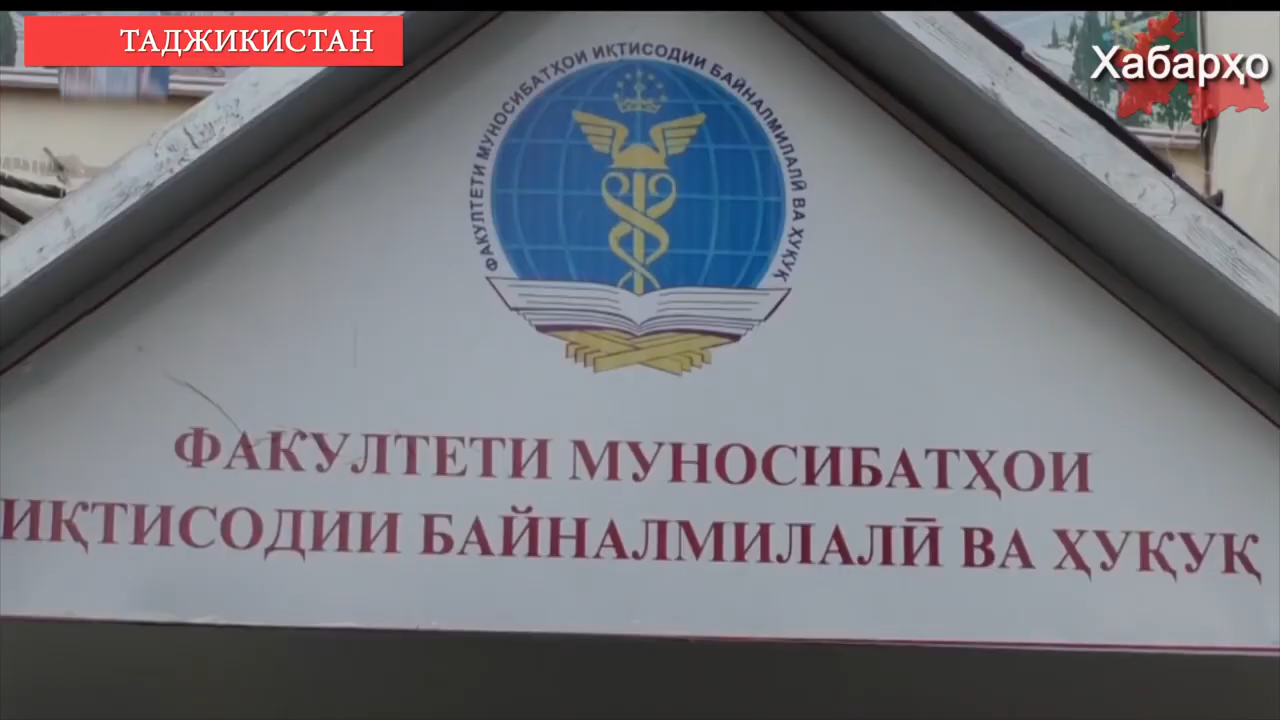 ТАДЖИКИСТАН
Хабарҳо
ФАКУЛТЕТИ МУНОСИБАТҲОИ ИҚТИСОДИИ БАЙНАЛМИЛАЛӢ ВА ҲУҚУҚ
ФАКУЛТЕТИ МУНОСИБАТҲОИ
ИҚТИСОДИИ БАЙНАЛМИЛАЛӢ ВА ҲУҚУҚ